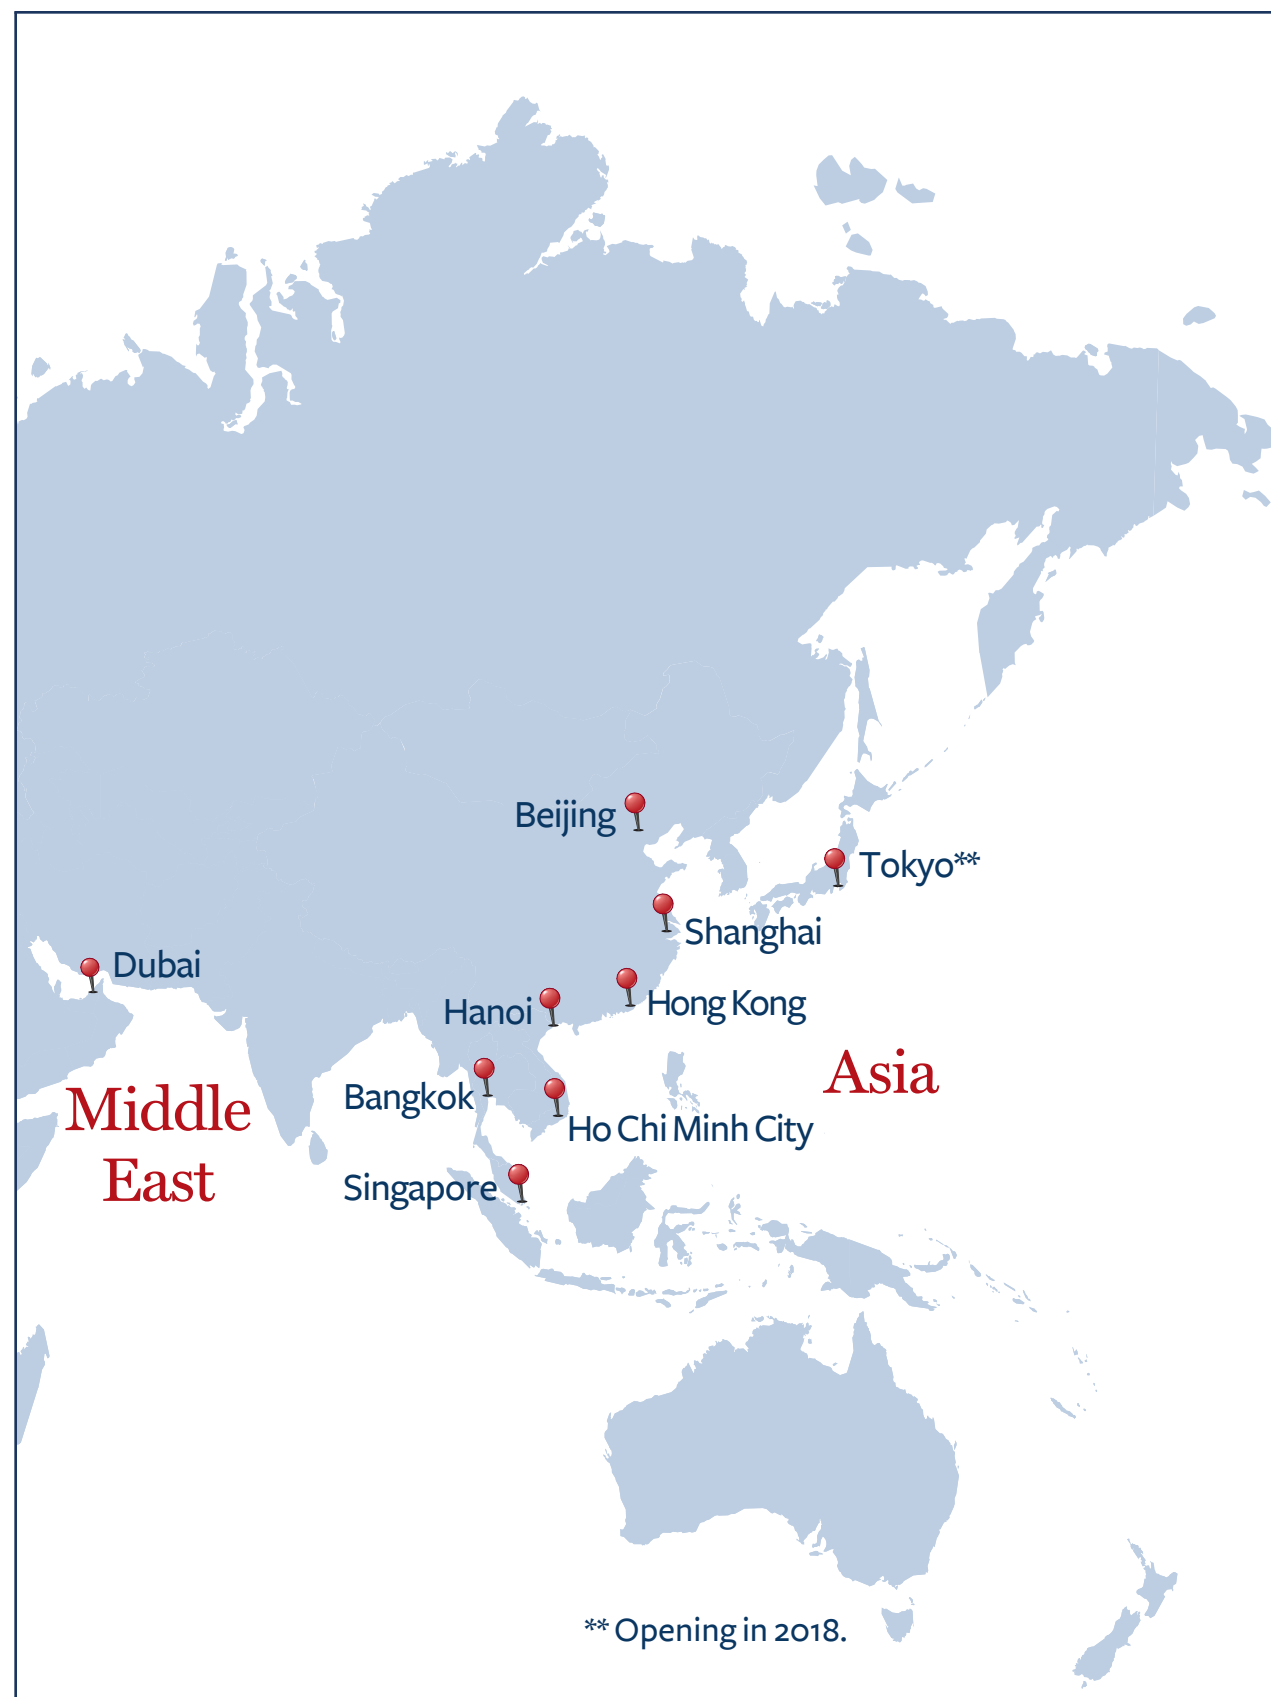 Beijing
Tokyo**
Shanghai
Dubai
Hanoi
Hong Kong
Asia
Middle
East
Bangkok
Ho Chi Minh City
Singapore
** Opening in 2018.